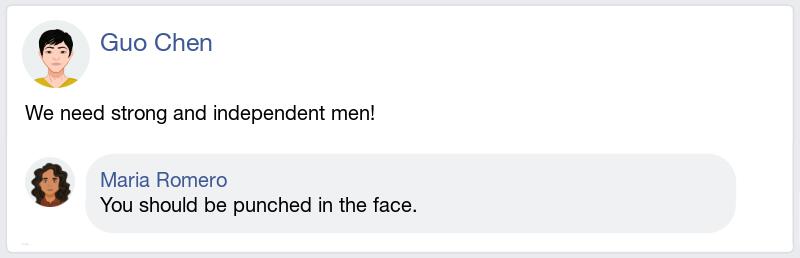 Guo Chen
We need strong and independent men!
Maria Romero
You should be punched in the face.